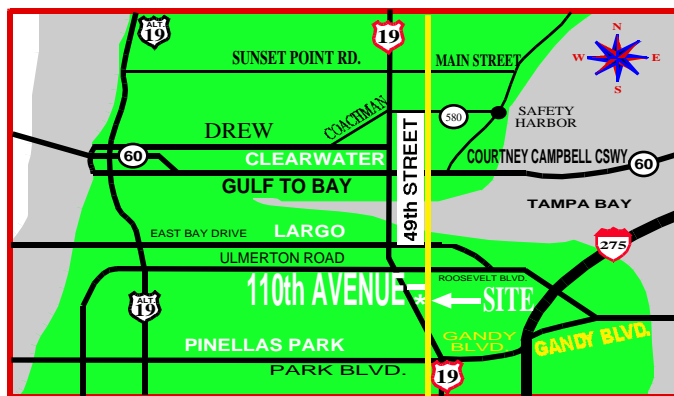 ALT.
19
19
N
W E
S
SUNSET POINT RD.
MAIN STREET
COACHMAN
580
SAFETY
HARBOR
DREW
60
CLEARWATER
COURTNEY CAMPBELL CSWY
60
GULF TO BAY
49th STREET
TAMPA BAY
EAST BAY DRIVE
LARGO
275
ULMERTON ROAD
ROOSEVELT BLVD.
110th AVENUE
* SITE
ALT.
19
GANDY
BLVD.
GANDY BLVD.
PINELLAS PARK
PARK BLVD.
19